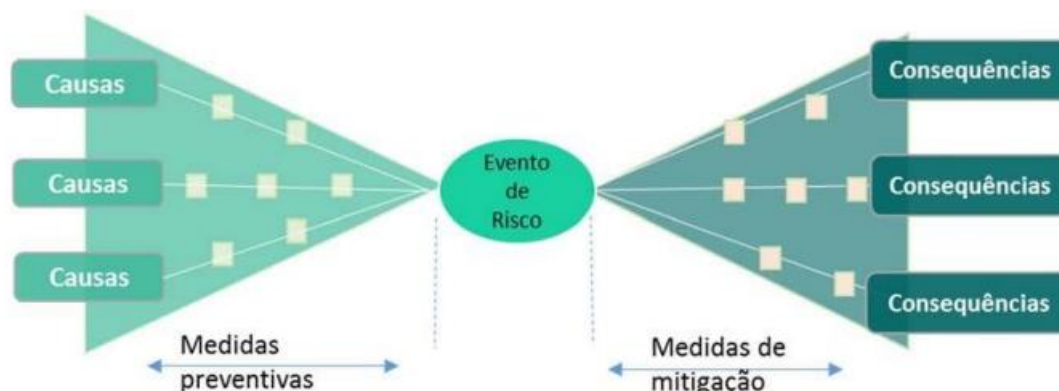 Causas
Causas
Causas
Evento
de
Risco
Consequências
Consequências
Consequências
Medidas
preventivas
Medidas de
mitigação